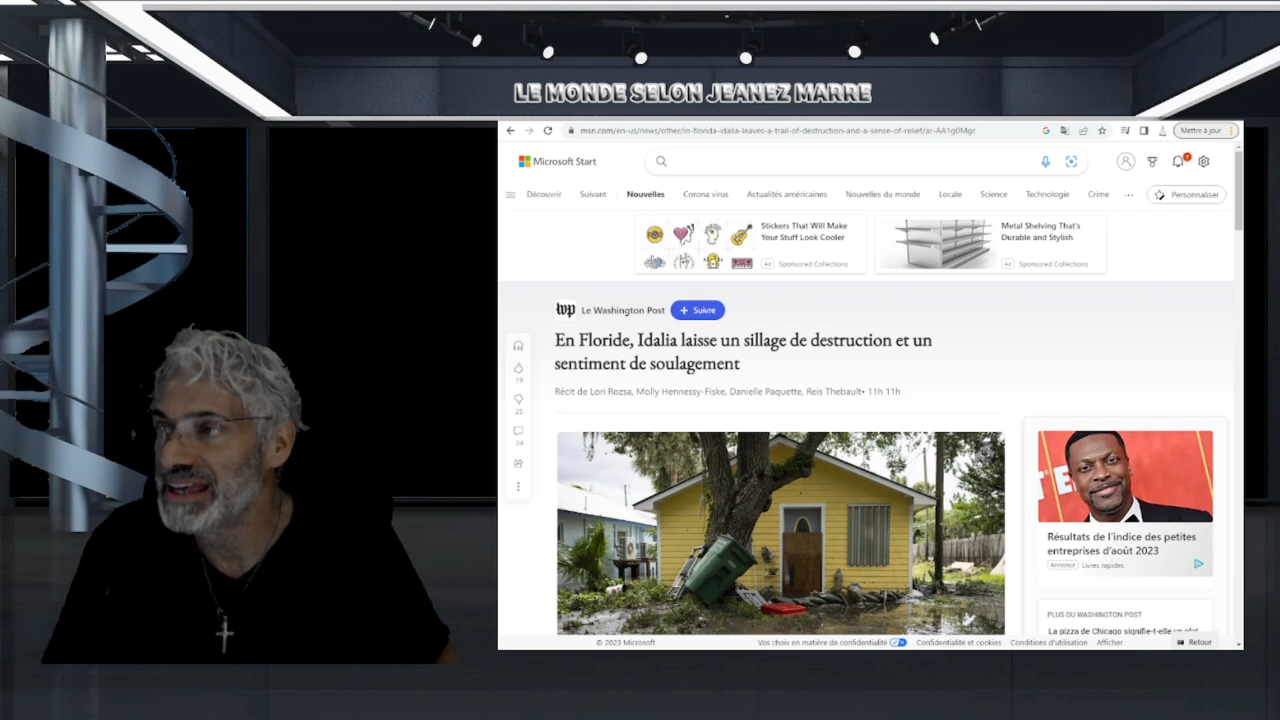 LE MONDE SELON JEANEZ MARRE
msn.com/en-us/news/other/in-florida-idalia-leaves-a-trail-of-destruction-and-a-sense-of-relief/ar-AA1g0Mgc
Mettre à jour
Microsoft Start
Découvrir Suivant Nouvelles Corona virus Actualités américaines Nouvelles du monde Locale Science Technologie Crime ... Personnaliser
Stickers That Will Make
Your Stuff Look Cooler
Ad Sponsored Collections
Metal Shelving That's
Durable and Stylish
Ad Sponsored Collections
wp Le Washington Post + Suivre
En Floride, Idalia laisse un sillage de destruction et un
sentiment de soulagement
Récit de Lori Rozsa, Molly Hennessy-Fiske, Danielle Paquette, Reis Thebault• 11h 11h
19
25
24
Résultats de l'indice des petites
entreprises d'août 2023
Annonce Livres rapides
PLUS DU WASHINGTON POST
La pizza de Chicago signifie-t-elle
© 2023 Microsoft
Vos choix en matière de confidentialité Confidentialité et cookies Conditions d'utilisation Afficher
Retour